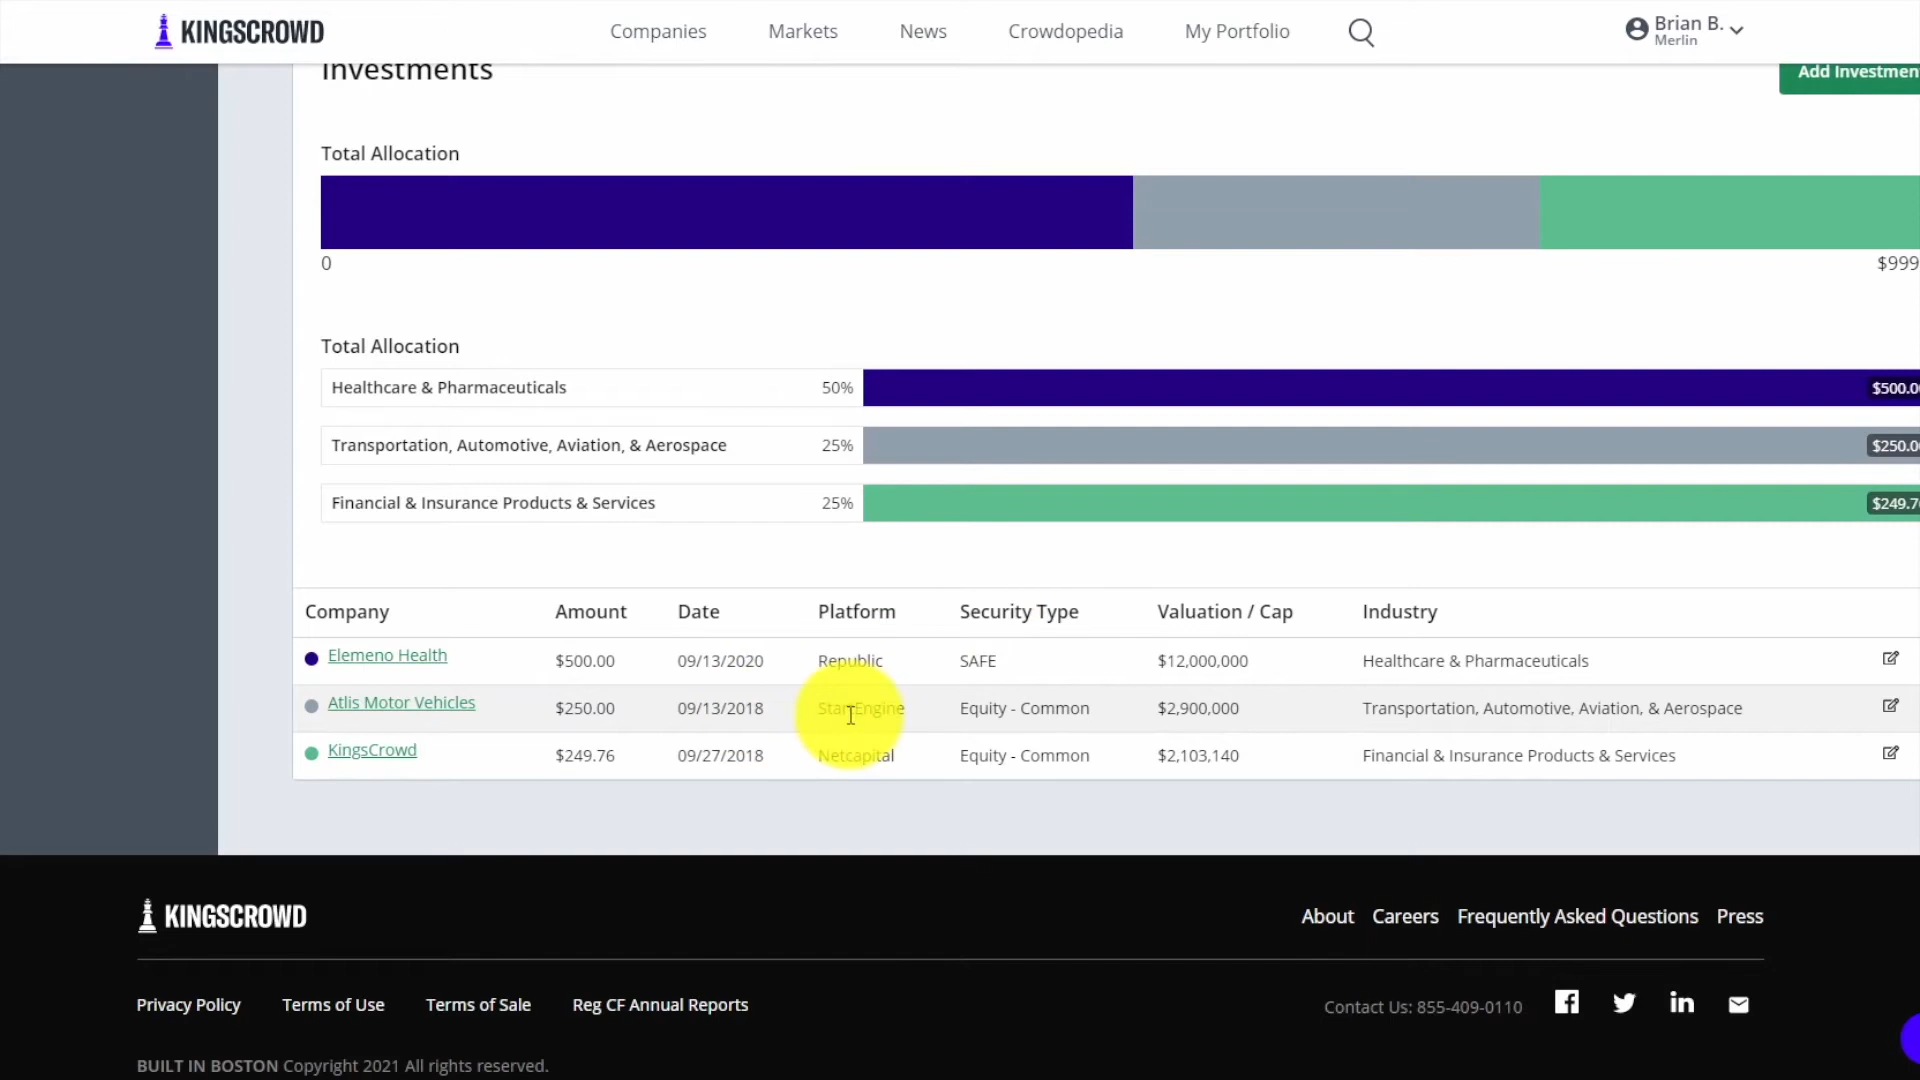 KINGSCROWD
Companies
Markets
News
Crowdopedia
My Portfolio
Brian B.
Merlin
Investments
Add Investmen
Total Allocation
0
$999
Total Allocation
Healthcare & Pharmaceuticals 50% $500.0
Transportation, Automotive, Aviation, & Aerospace 25% $250.0
Financial & Insurance Products & Services 25% $249.7
Company Amount Date Platform Security Type Valuation / Cap Industry
Elemeno Health $500.00 09/13/2020 Republic SAFE $12,000,000 Healthcare & Pharmaceuticals
Atlis Motor Vehicles $250.00 09/13/2018 StartEngine Equity - Common $2,900,000 Transportation, Automotive, Aviation, & Aerospace
KingsCrowd $249.76 09/27/2018 Netcapital Equity - Common $2,103,140 Financial & Insurance Products & Services
KINGSCROWD
About Careers Frequently Asked Questions Press
Privacy Policy Terms of Use Terms of Sale Reg CF Annual Reports
Contact Us: 855-409-0110
BUILT IN BOSTON Copyright 2021 All rights reserved.